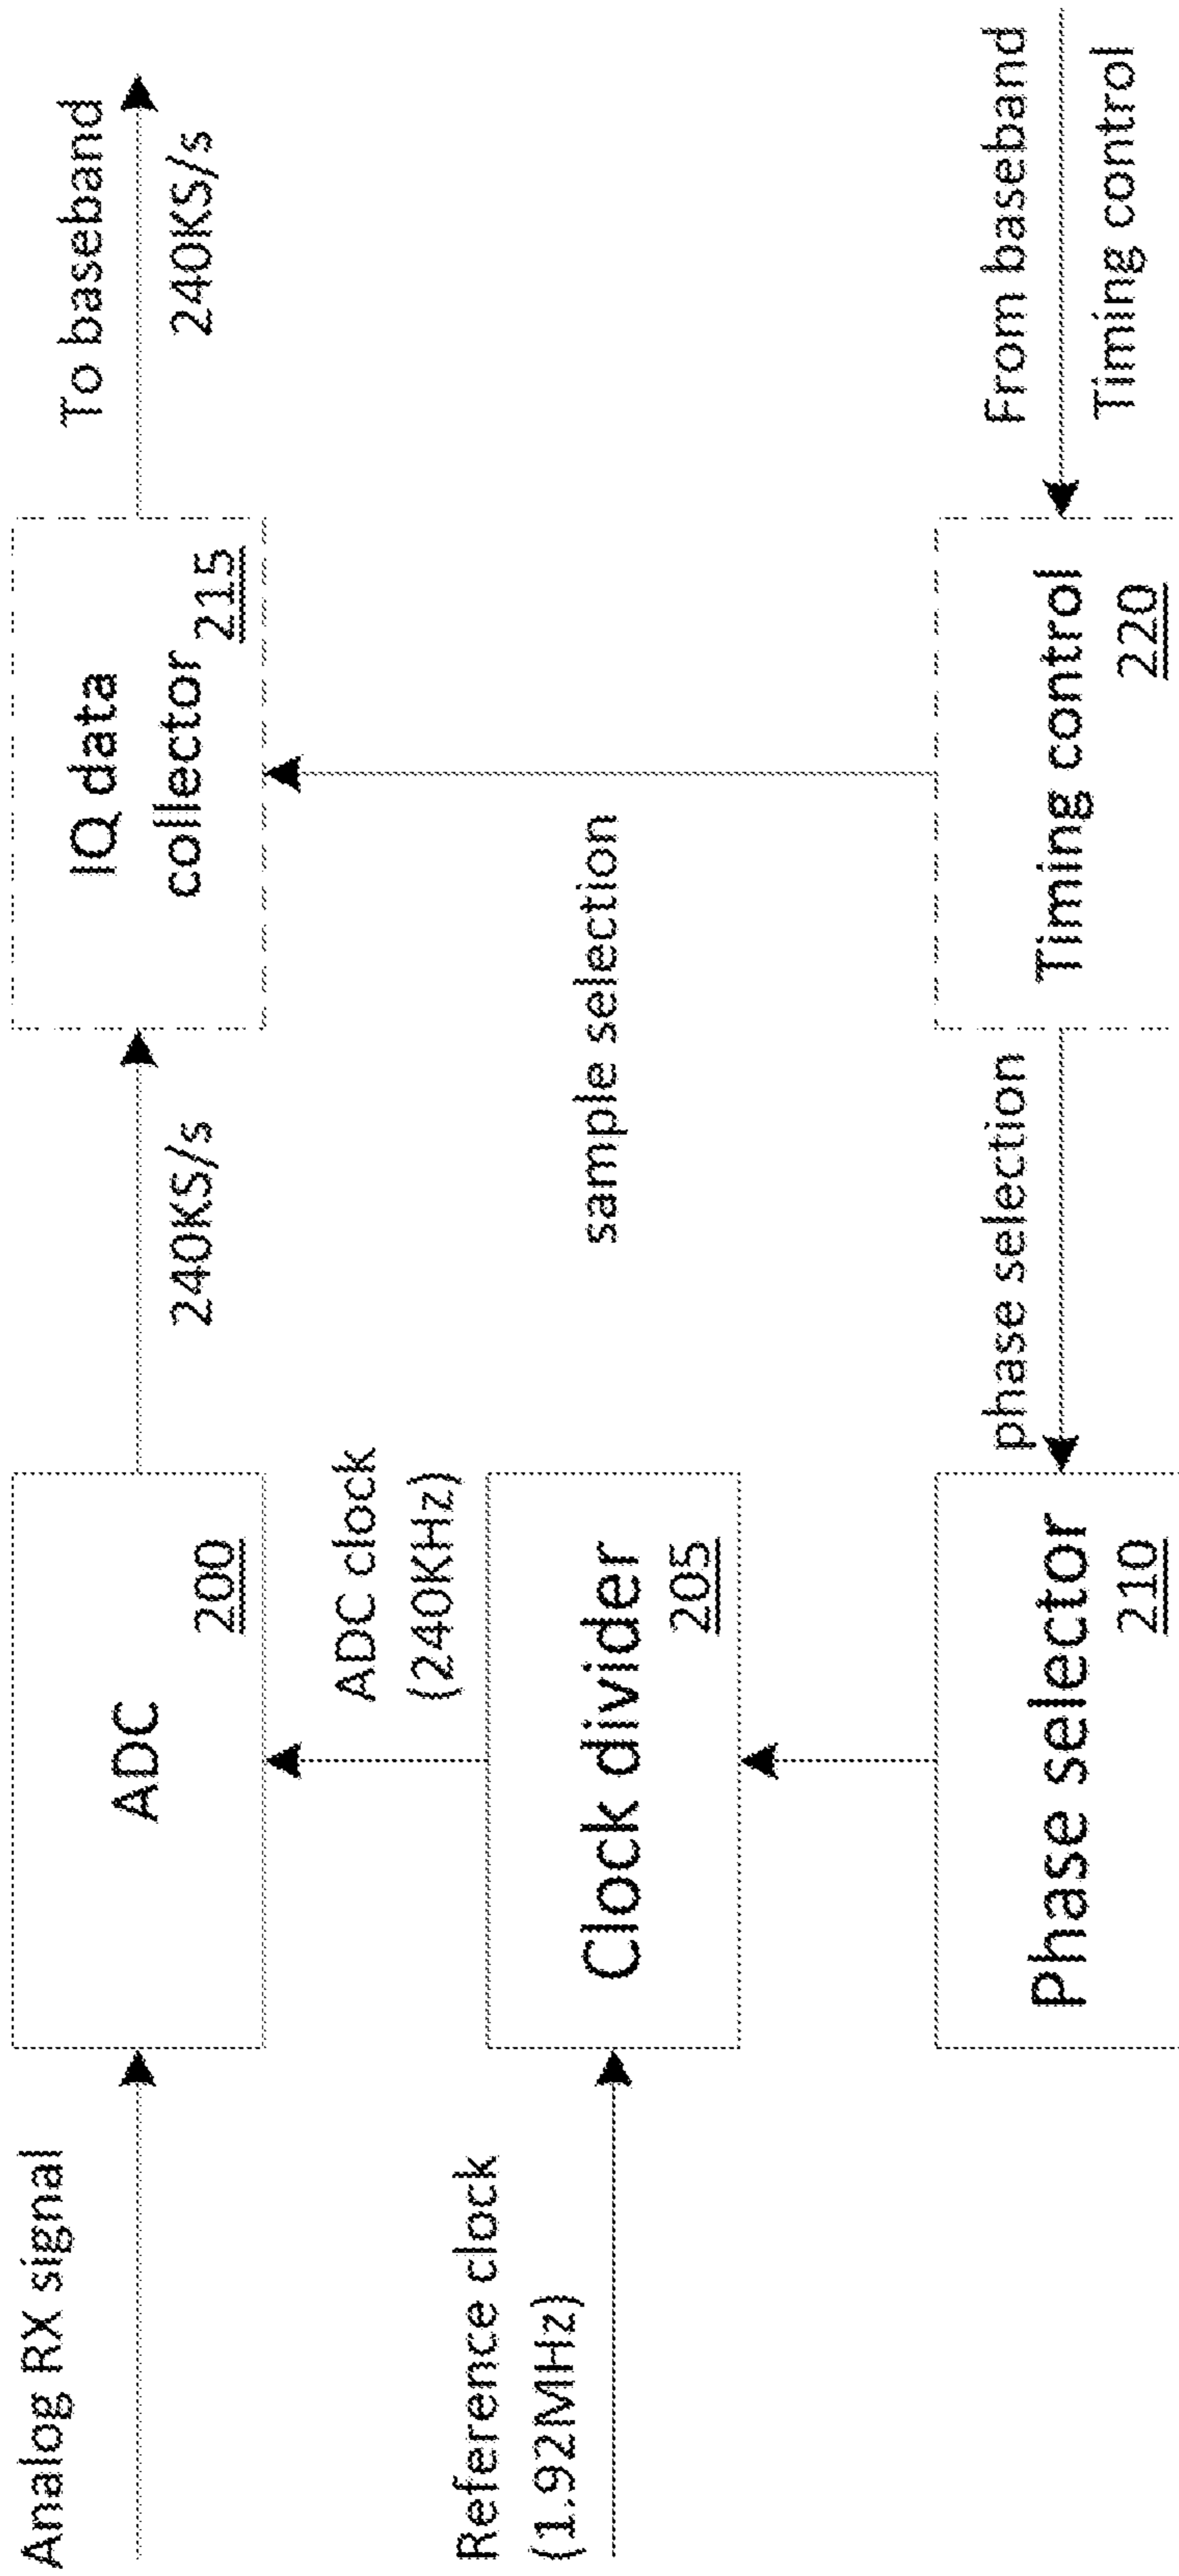 Analog RX signal
ADC
200
240KS/s
IQ data
collector
215
To baseband
240KS/s
Reference clock
(1.92MHz)
Clock divider
205
ADC clock
(240KHz)
sample selection
Phase selector
210
phase selection
Timing control
220
From baseband
Timing control